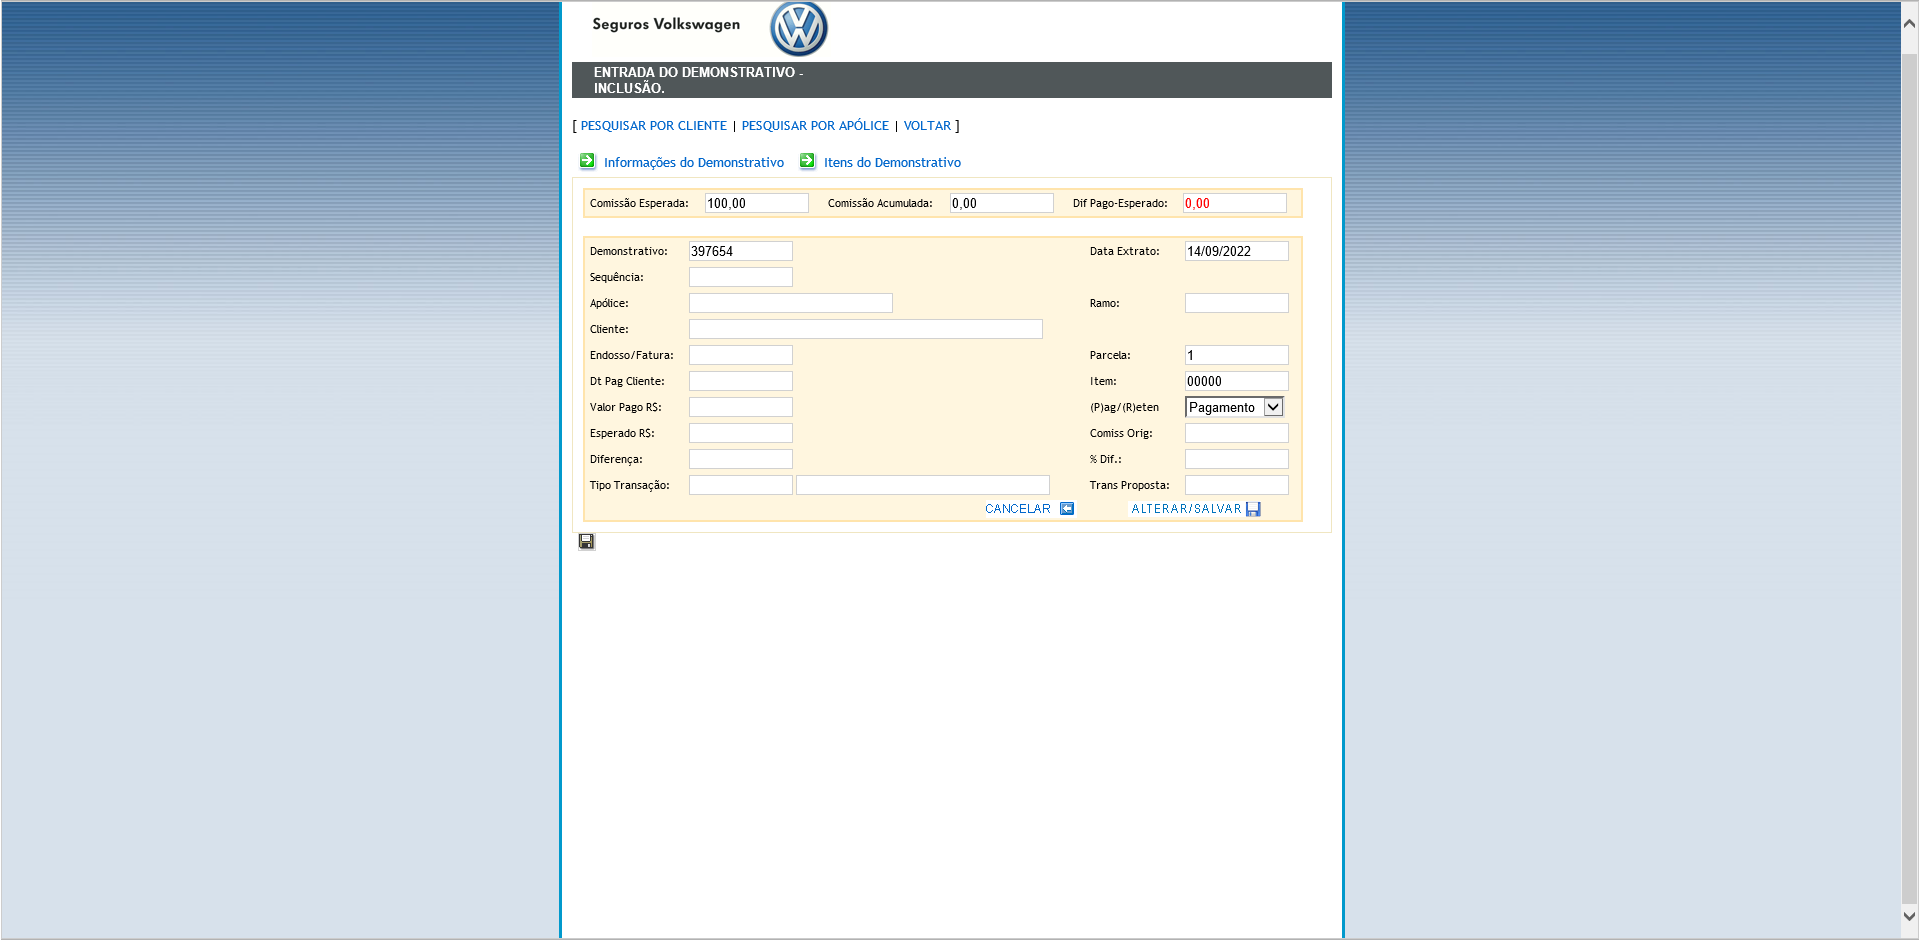 Seguros Volkswagen
ENTRADA DO DEMONSTRATIVO -
INCLUSÃO.
[ PESQUISAR POR CLIENTE | PESQUISAR POR APÓLICE | VOLTAR ]
Informações do Demonstrativo Itens do Demonstrativo
Comissão Esperada: 100,00 Comissão Acumulada: 0,00 Dif Pago-Esperado: 0,00
Demonstrativo: 397654 Data Extrato: 14/09/2022
Sequência:
Apólice: Ramo:
Cliente:
Endosso/Fatura: Parcela: 1
Dt Pag Cliente: Item: 00000
Valor Pago R$: (P)ag/(R)eten Pagamento
Esperado R$: Comiss Orig:
Diferença: % Dif.:
Tipo Transação: Trans Proposta:
CANCELAR ALTERAR/SALVAR